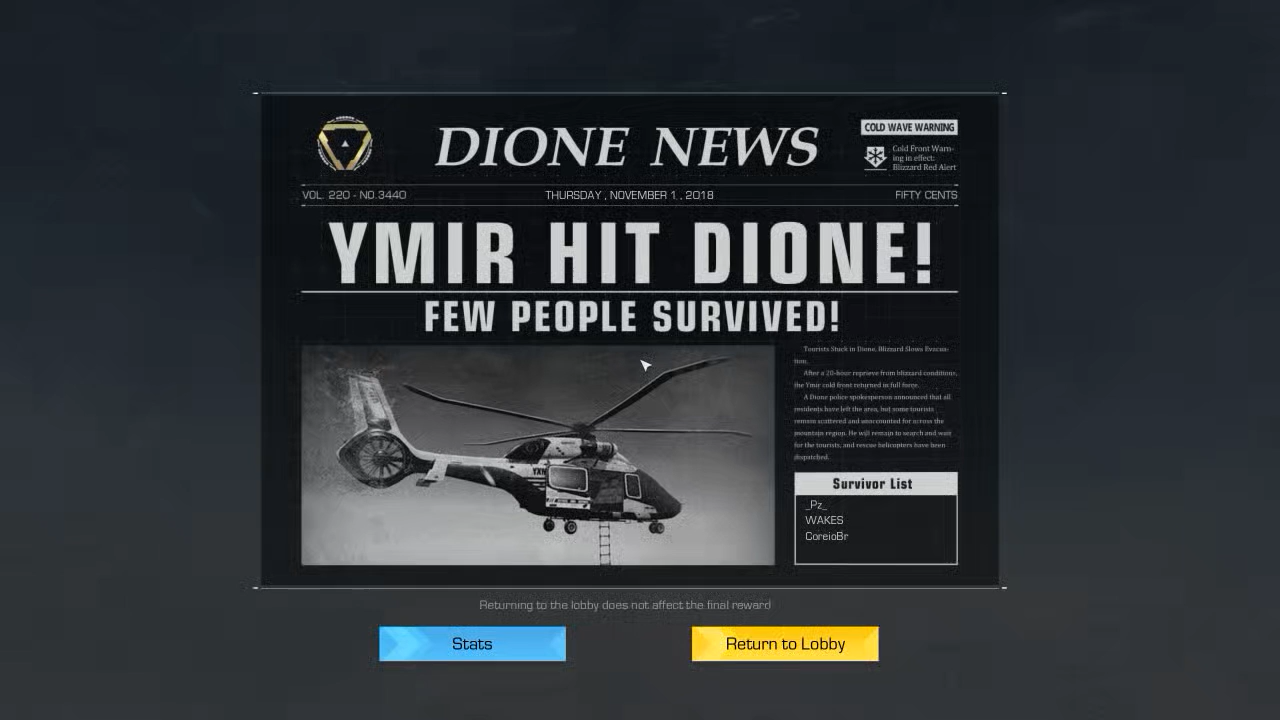 DIONE NEWS
COLD WAVE WARNING
Cold Front Warn-
ing in effect:
Blizzard Red Alert
VOL. 220 - NO.3440
THURSDAY , NOVEMBER 1 , 2018
FIFTY CENTS
YMIR HIT DIONE!
FEW PEOPLE SURVIVED!
Tourists Stuck in Dione, Blizzard Slows Evacua-
tion.
After a 20-hour reprieve from blizzard conditions,
the Ymir cold front returned in full force.
A Dione police spokesperson announced that all
residents have left the area, but some tourists
remain scattered and unaccounted for across the
mountain region. He will remain to search and wait
for the tourists, and rescue helicopters have been
dispatched.
Survivor List
_Pz_
WAKES
CoreioBr
Returning to the lobby does not affect the final reward
Stats
Return to Lobby